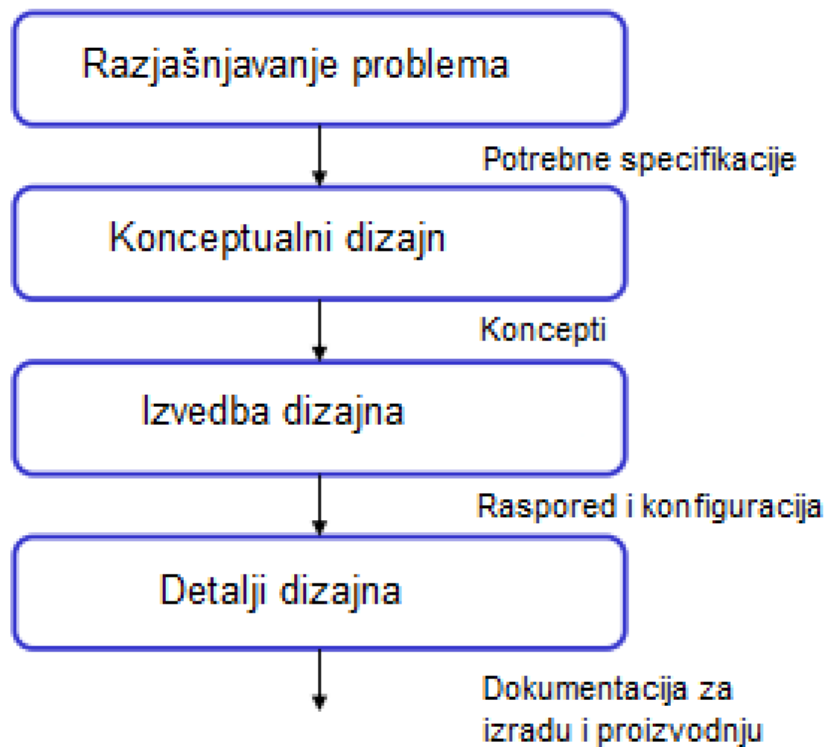 Razjašnjavanje problema
Potrebne specifikacije
Konceptualni dizajn
Koncepti
Izvedba dizajna
Raspored i konfiguracija
Detalji dizajna
Dokumentacija za
izradu i proizvodnju